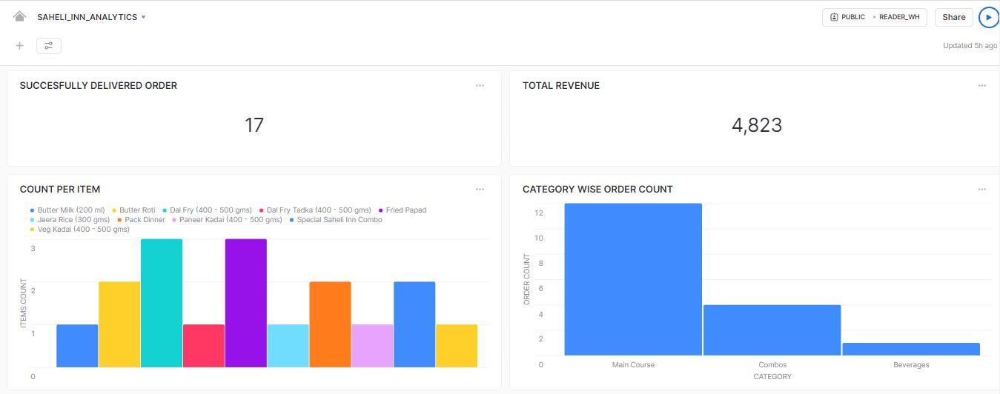 SAHELI_INN_ANALYTICS
PUBLIC READER_WH
Share
Updated 5h ago
SUCCESFULLY DELIVERED ORDER
17
TOTAL REVENUE
4,823
COUNT PER ITEM
Butter Milk (200 ml) Butter Roti Dal Fry (400 - 500 gms) Dal Fry Tadka (400 - 500 gms) Fried Papad
Jeera Rice (300 gms) Pack Dinner Paneer Kadai (400 - 500 gms) Special Saheli Inn Combo
Veg Kadai (400 - 500 gms)
3
2
1
0
ITEMS COUNT
CATEGORY WISE ORDER COUNT
12
10
8
6
4
2
0
ORDER COUNT
Main Course Combos Beverages
CATEGORY